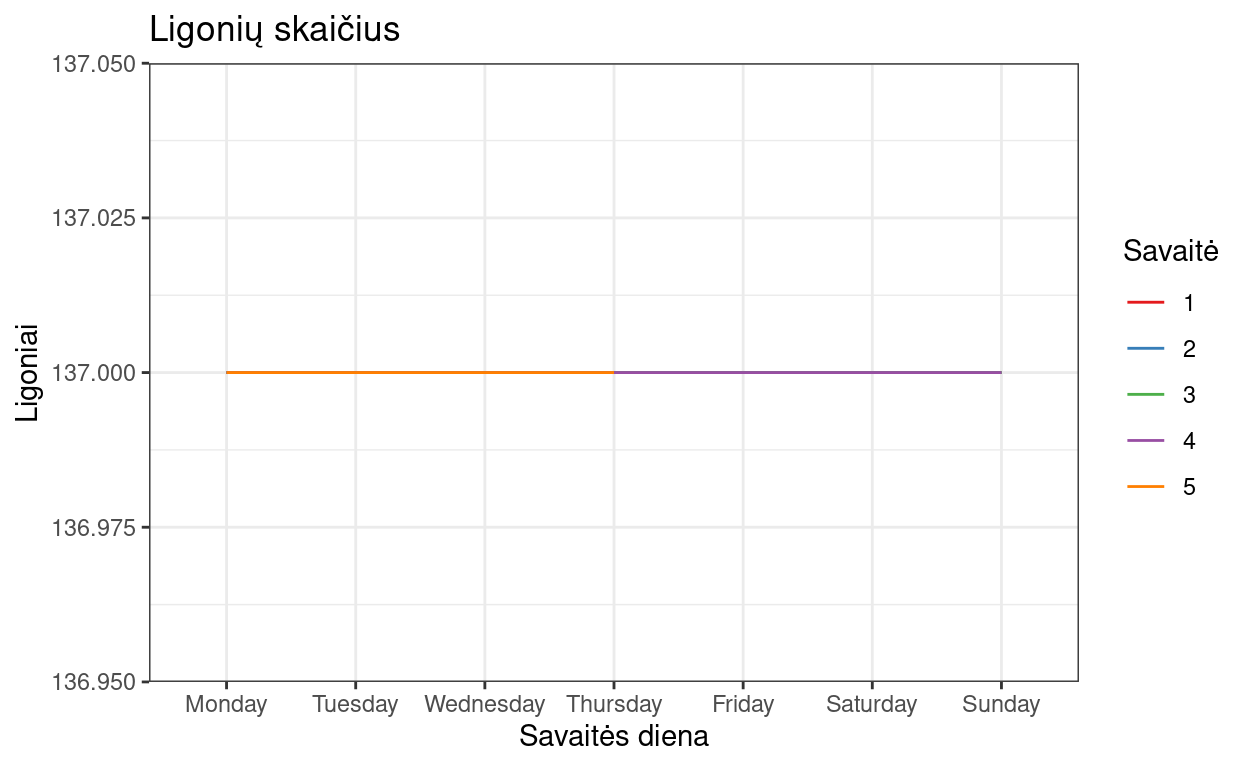 Ligonių skaičius
137.050
137.025
137.000
136.975
136.950
Ligoniai
Monday Tuesday Wednesday Thursday Friday Saturday Sunday
Savaitės diena
Savaitė
1
2
3
4
5